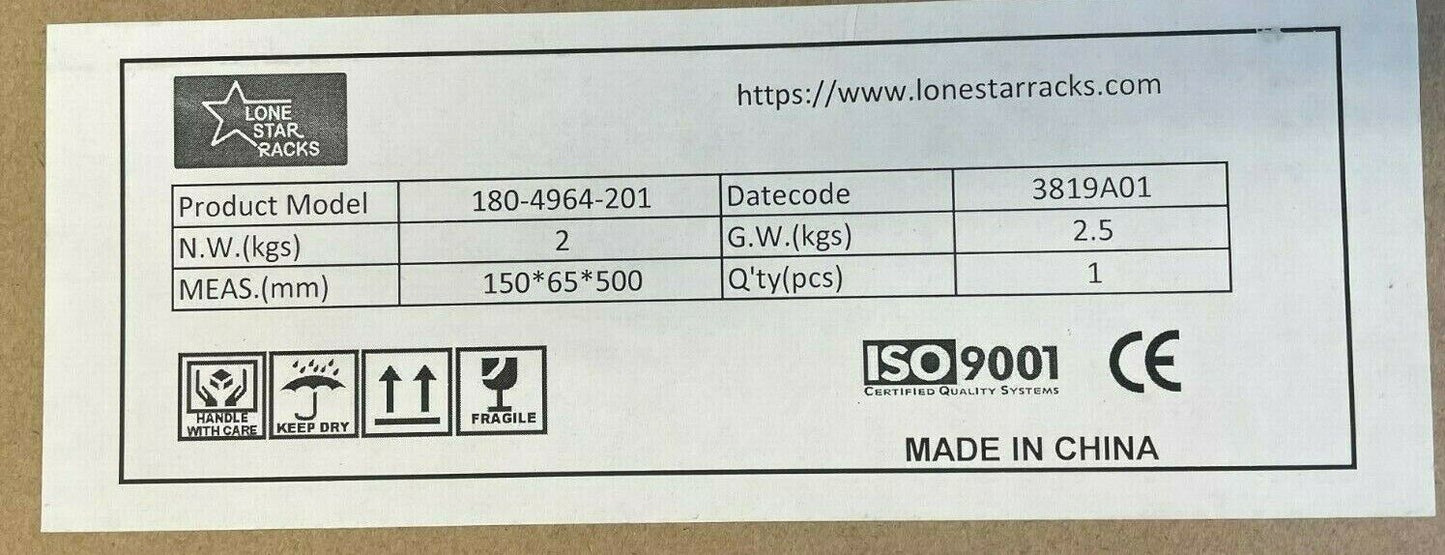 LONE
STAR
RACKS
https://www.lonestarracks.com
Product Model 180-4964-201 Datecode 3819A01
N.W.(kgs) 2 G.W.(kgs) 2.5
MEAS.(mm) 150*65*500 Q'ty(pcs) 1
HANDLE
WITH CARE
KEEP DRY
FRAGILE
ISO 9001
CERTIFIED QUALITY SYSTEMS
CE
MADE IN CHINA